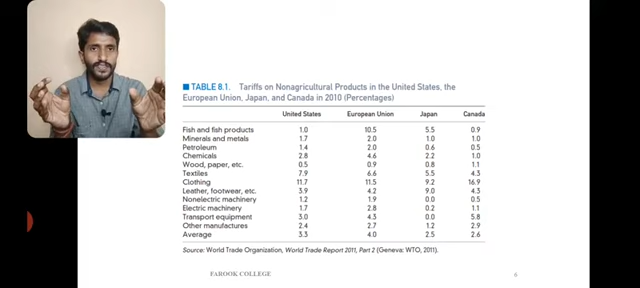 ■ TABLE 8.1. Tariffs on Nonagricultural Products in the United States, the
European Union, Japan, and Canada in 2010 (Percentages)
United States European Union Japan Canada
Fish and fish products 1.0 10.5 5.5 0.9
Minerals and metals 1.7 2.0 1.0 1.0
Petroleum 1.4 2.0 0.6 0.5
Chemicals 2.8 4.6 2.2 1.0
Wood, paper, etc. 0.5 0.9 0.8 1.1
Textiles 7.9 6.6 5.5 4.3
Clothing 11.7 11.5 9.2 16.9
Leather, footwear, etc. 3.9 4.2 9.0 4.3
Nonelectric machinery 1.2 1.9 0.0 0.5
Electric machinery 1.7 2.8 0.2 1.1
Transport equipment 3.0 4.3 0.0 5.8
Other manufactures 2.4 2.7 1.2 2.9
Average 3.3 4.0 2.5 2.6
Source: World Trade Organization, World Trade Report 2011, Part 2 (Geneva: WTO, 2011).
FAROOK COLLEGE 6